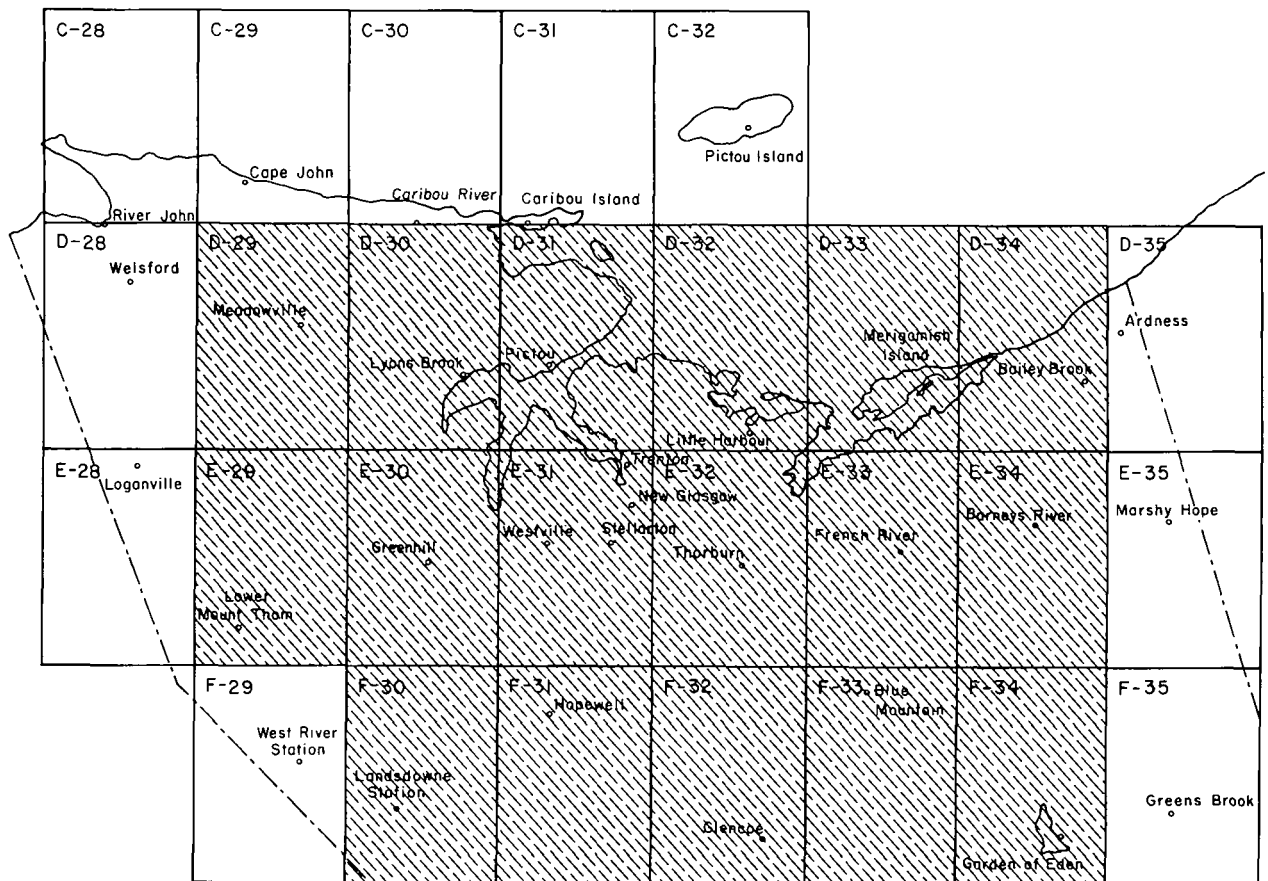 C-28
C-29
C-30
C-31
C-32
Pictou Island
Cape John
Caribou River
Caribou Island
River John
D-28
D-29
D-30
D-31
D-32
D-33
D-34
D-35
Welsford
Meadowville
Ardness
Merigomish
Island
Lyons Brook
Pictou
Bailey Brook
Little Harbour
E-28
E-29
E-30
E-31
Trenton
E-32
E-33
E-34
E-35
Loganville
New Glasgow
Marshy Hope
Westville
Stellarton
Barneys River
French River
Greenhill
Thorburn
Lower
Mount Thom
F-29
F-30
F-31
F-32
F-33
F-34
F-35
Hopewell
Blue
Mountain
West River
Station
Landsdowne
Station
Greens Brook
Garden of Eden